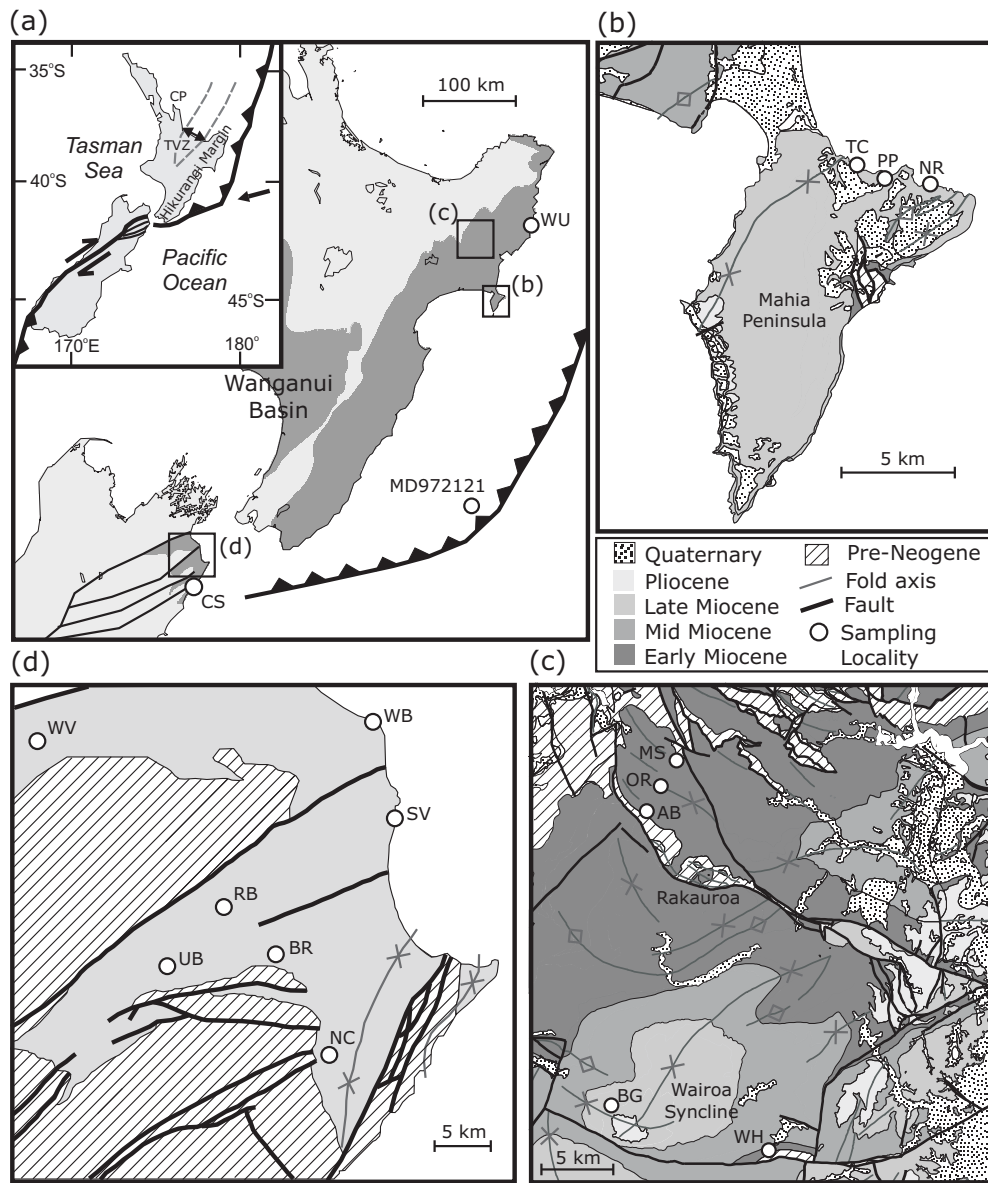 (a)
35°S
40°S
45°S
170°E
180°
CP
TVZ
Tasman
Sea
Hikurangi Margin
Pacific
Ocean
100 km
WU
(c)
(b)
Wanganui
Basin
MD972121
(d)
CS
(b)
TC
PP
NR
Mahia
Peninsula
5 km
Quaternary
Pliocene
Late Miocene
Mid Miocene
Early Miocene
Pre-Neogene
Fold axis
Fault
Sampling
Locality
(d)
WV
WB
SV
RB
UB
BR
NC
5 km
(c)
MS
OR
AB
Rakauroa
BG
Wairoa
Syncline
WH
5 km